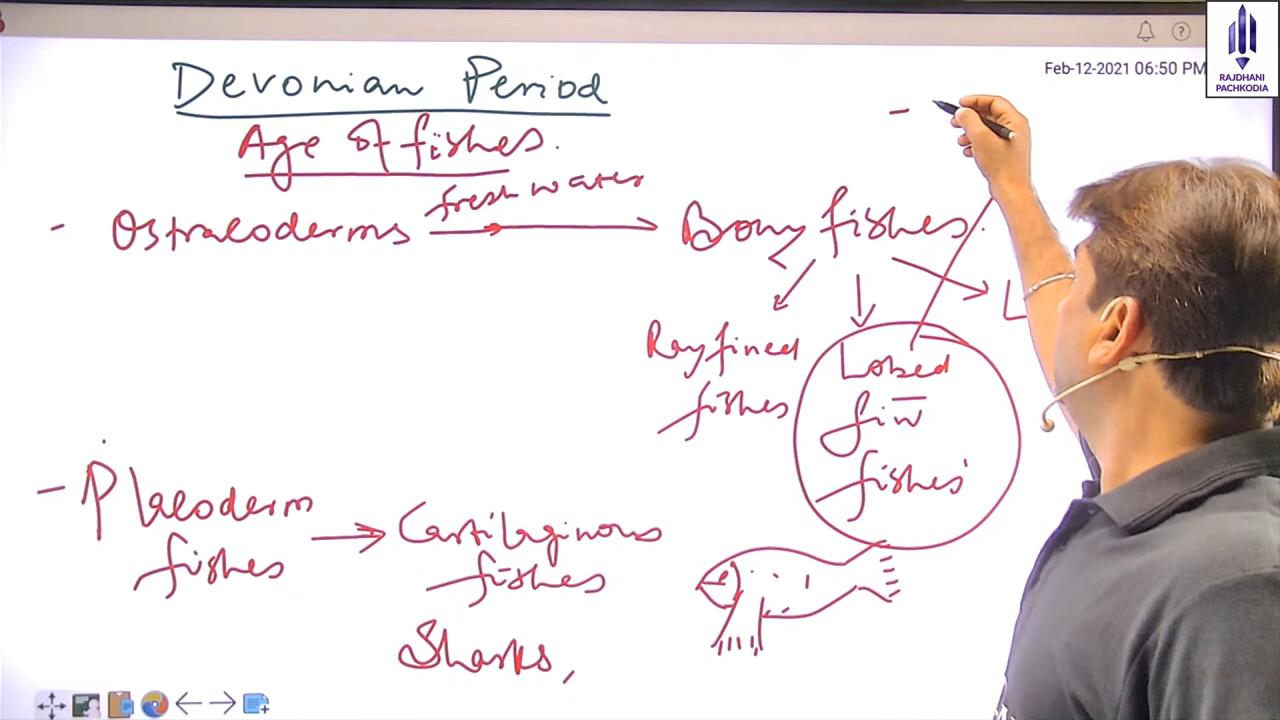 RAJDHANI
PACHKODIA
Feb-12-2021 06:50 PM
Devonian Period
Age of fishes.
- Ostracoderms
fresh water
Bony fishes.
Rayfined
fishes
Lobed
fin
fishes
L
- Placoderm
fishes
Cartilaginous
fishes
Sharks,